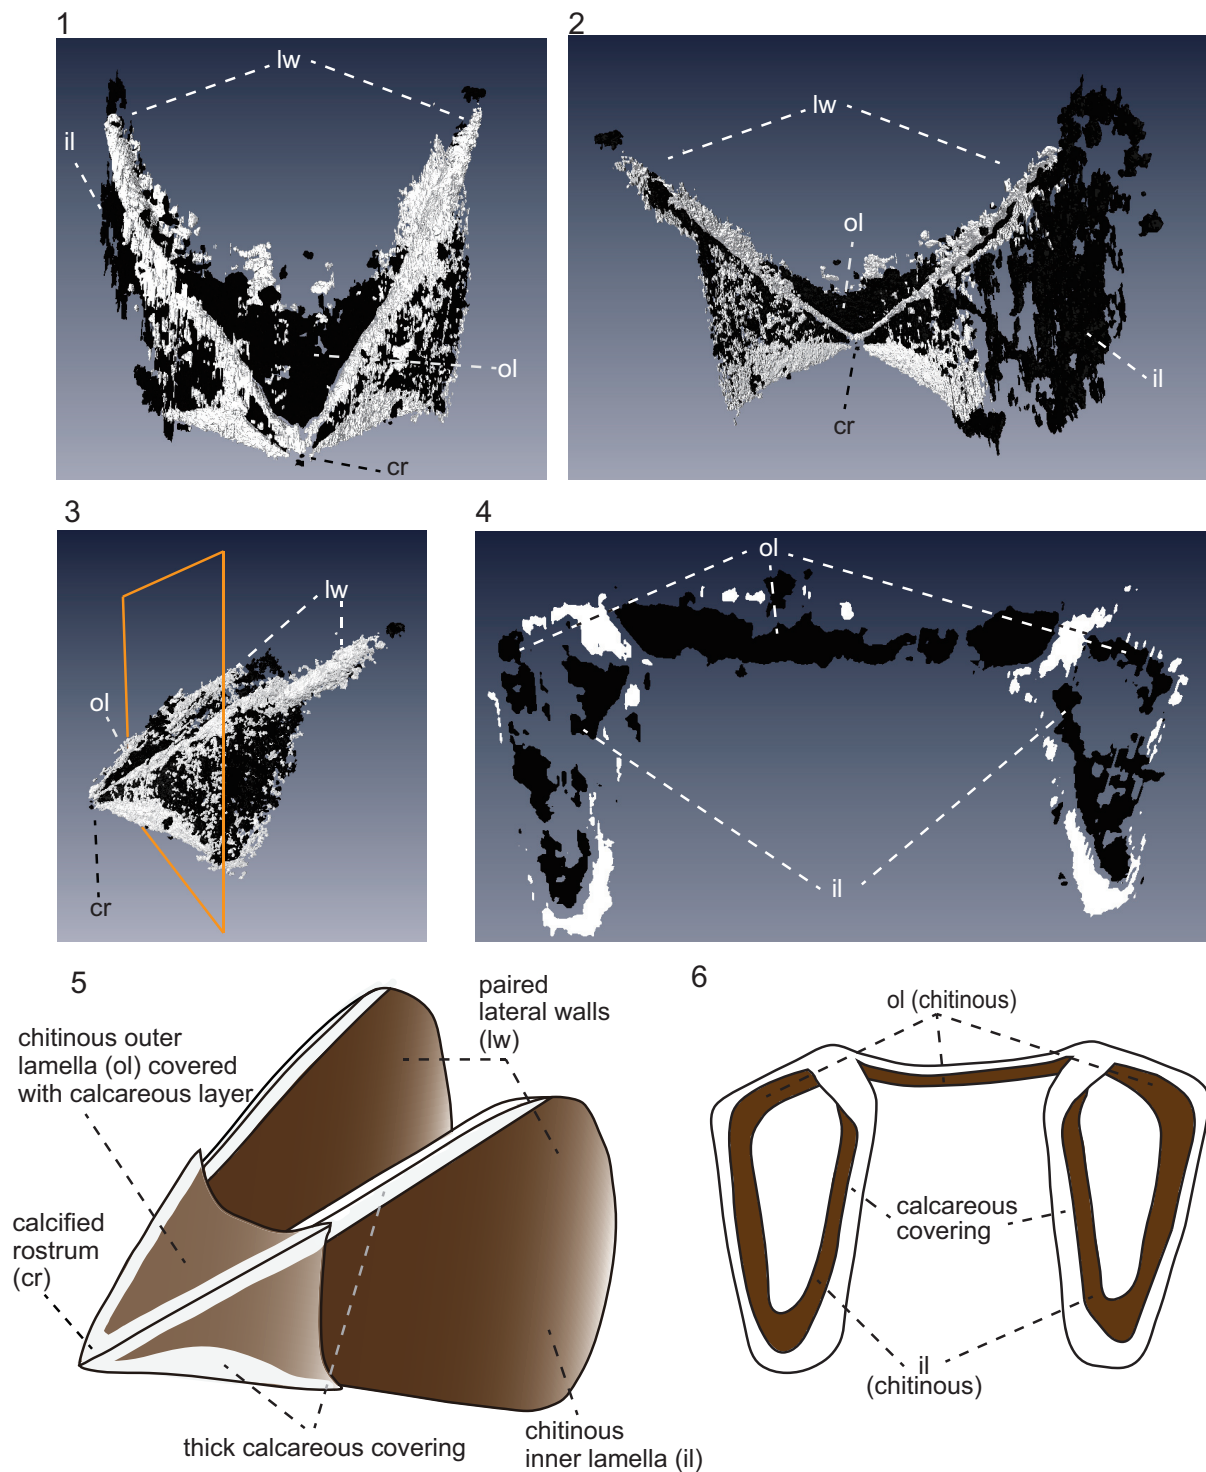 1
2
lw
lw
il
ol
ol
il
cr
cr
3
4
ol
lw
ol
il
cr
5
6
paired
lateral walls
(lw)
ol (chitinous)
chitinous outer
lamella (ol) covered
with calcareous layer
calcified
rostrum
(cr)
calcareous
covering
il
(chitinous)
thick calcareous covering
chitinous
inner lamella (il)